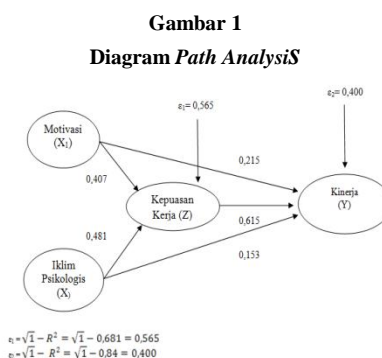 Gambar 1
Diagram Path AnalysiS
ε₁= 0,565
ε₂= 0,400
Motivasi
(X₁)
0,215
0,407
Kepuasan
Kerja (Z)
Kinerja
(Y)
0,481
0,615
0,153
Iklim
Psikologis
(X)
ε₁ = √1 − R² = √1 − 0,681 = 0,565
ε₂ = √1 − R² = √1 − 0,84 = 0,400